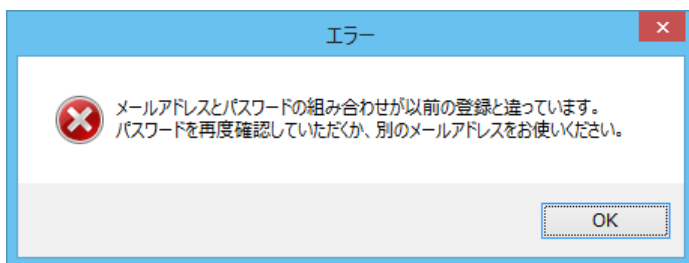 エラー
メールアドレスとパスワードの組み合わせが以前の登録と違っています。
パスワードを再度確認していただくか、別のメールアドレスをお使いください。
OK